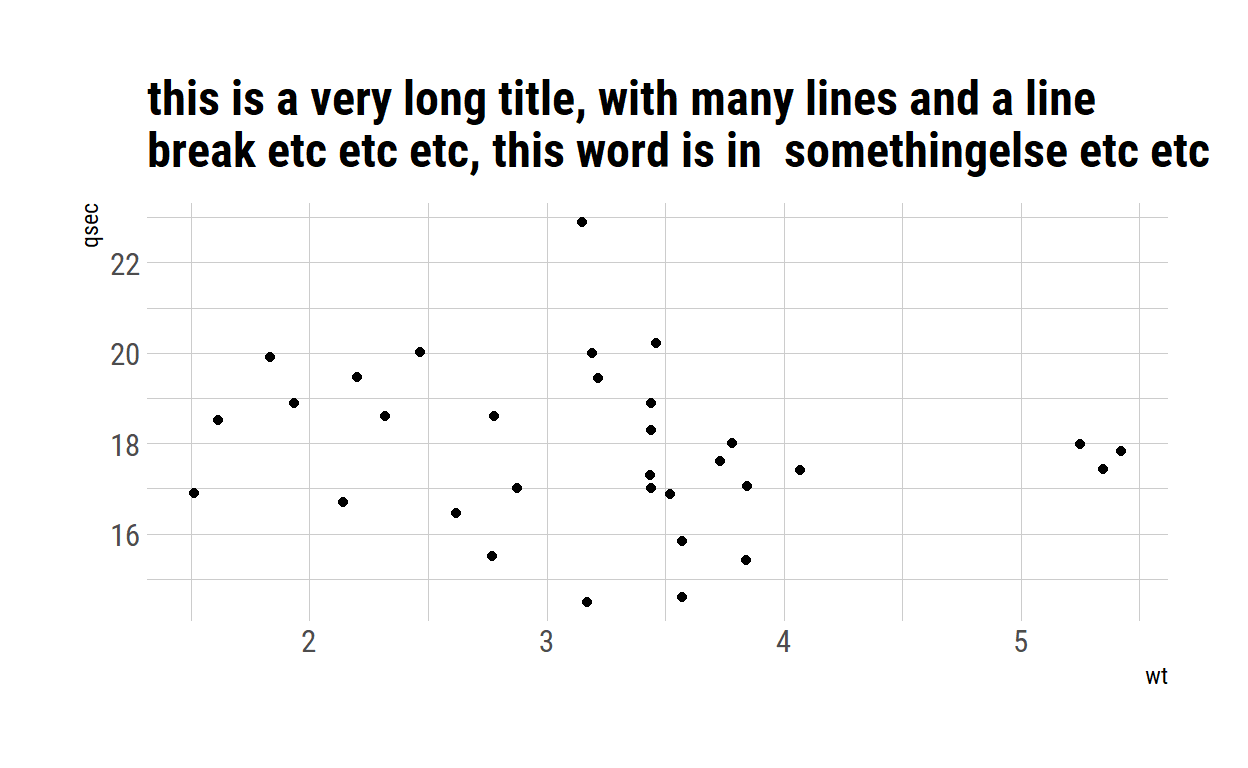 this is a very long title, with many lines and a line
break etc etc etc, this word is in  somethingelse etc etc
qsec
22
20
18
16
2 3 4 5
wt